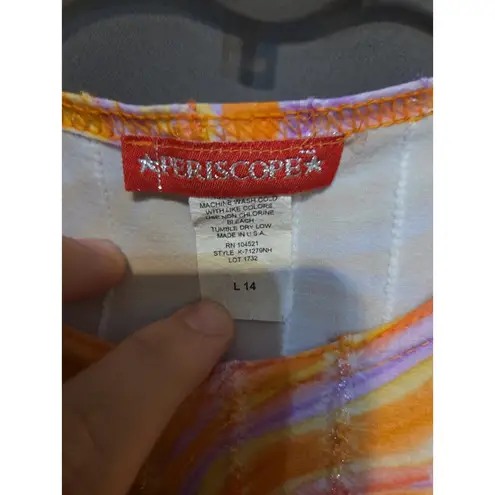 ★PERISCOPE★
MACHINE WASH COLD
WITH LIKE COLORS
USE NON CHLORINE
BLEACH
TUMBLE DRY LOW
MADE IN U.S.A.
RN 104521
STYLE K-71279NH
LOT 1732
L 14